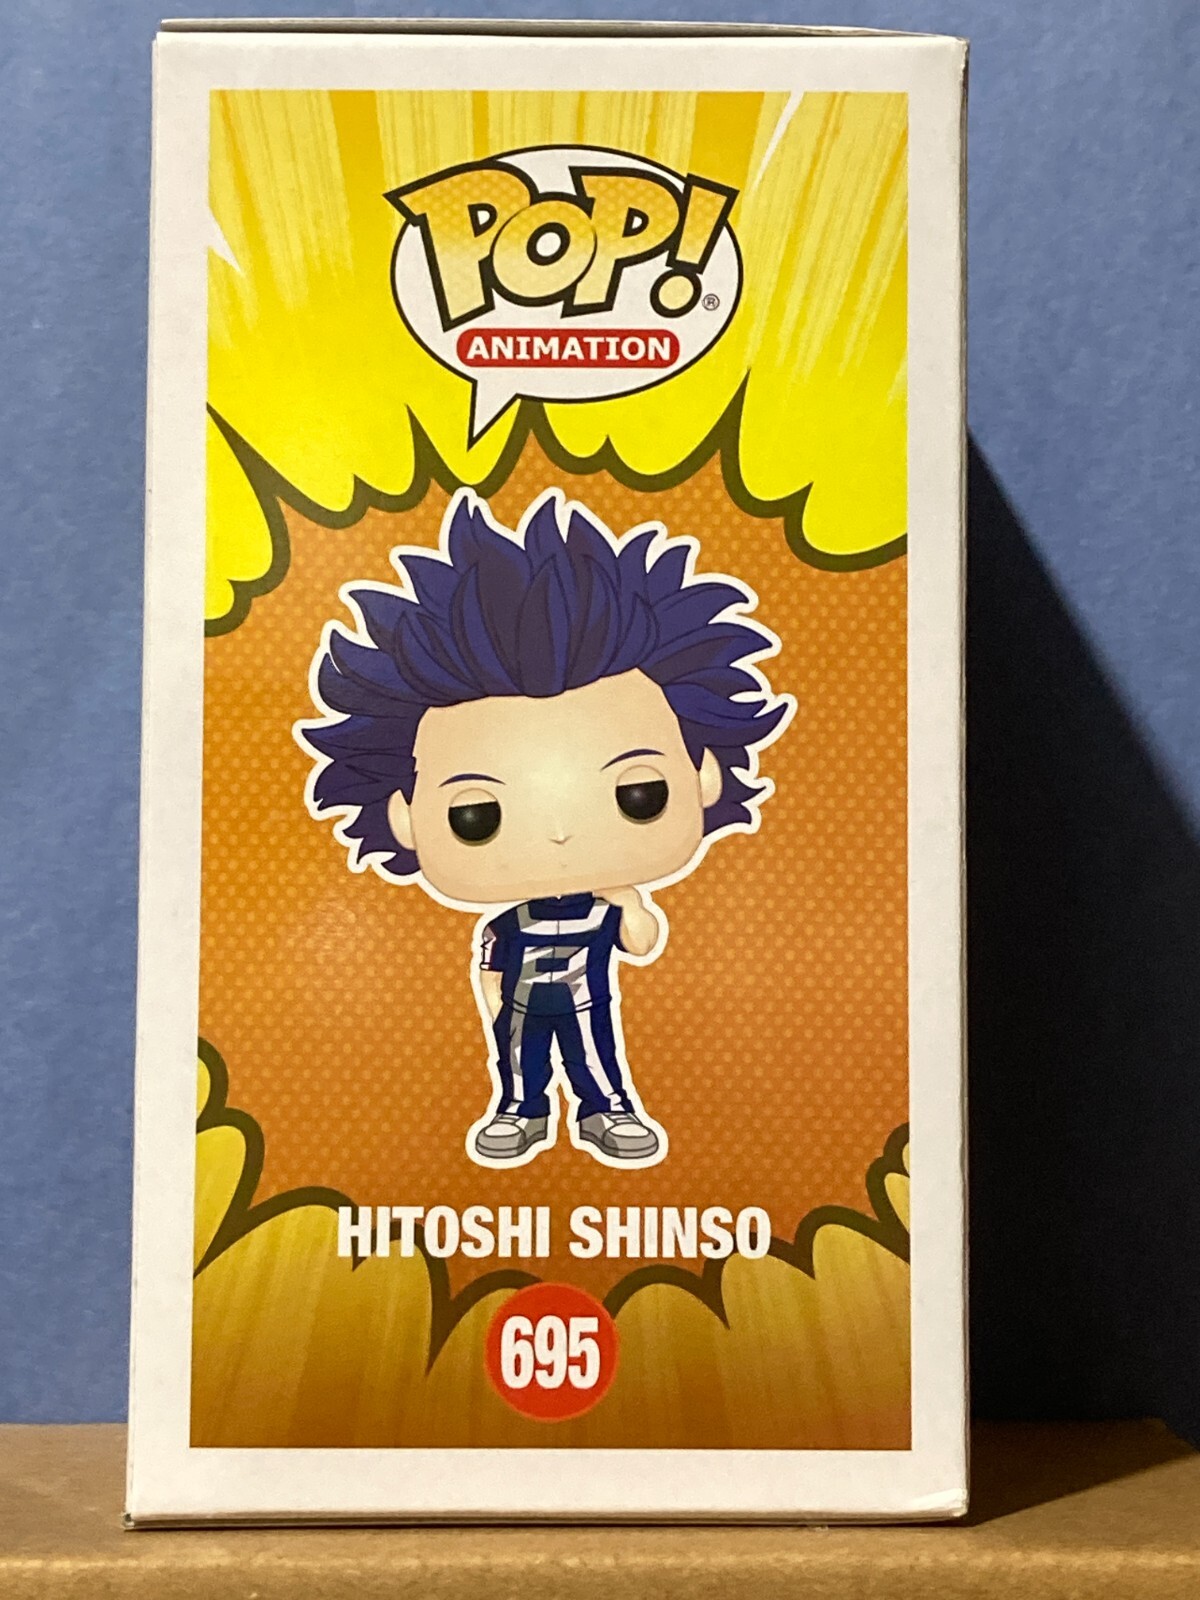 POP! ®
ANIMATION
HITOSHI SHINSO
695